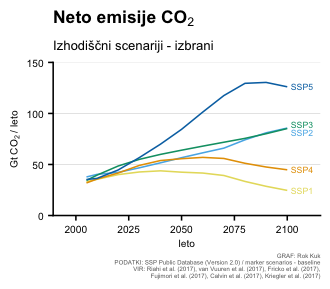 Neto emisije CO₂
Izhodiščni scenariji - izbrani
Gt CO₂ / leto
150
100
50
0
SSP5
SSP3
SSP2
SSP4
SSP1
2000
2025
2050
2075
2100
leto
GRAF: Rok Kuk
PODATKI: SSP Public Database (Version 2.0) / marker scenarios - baseline
VIR: Riahi et al. (2017), van Vuuren et al. (2017), Fricko et al. (2017),
Fujimori et al. (2017), Calvin et al. (2017), Kriegler et al (2017)